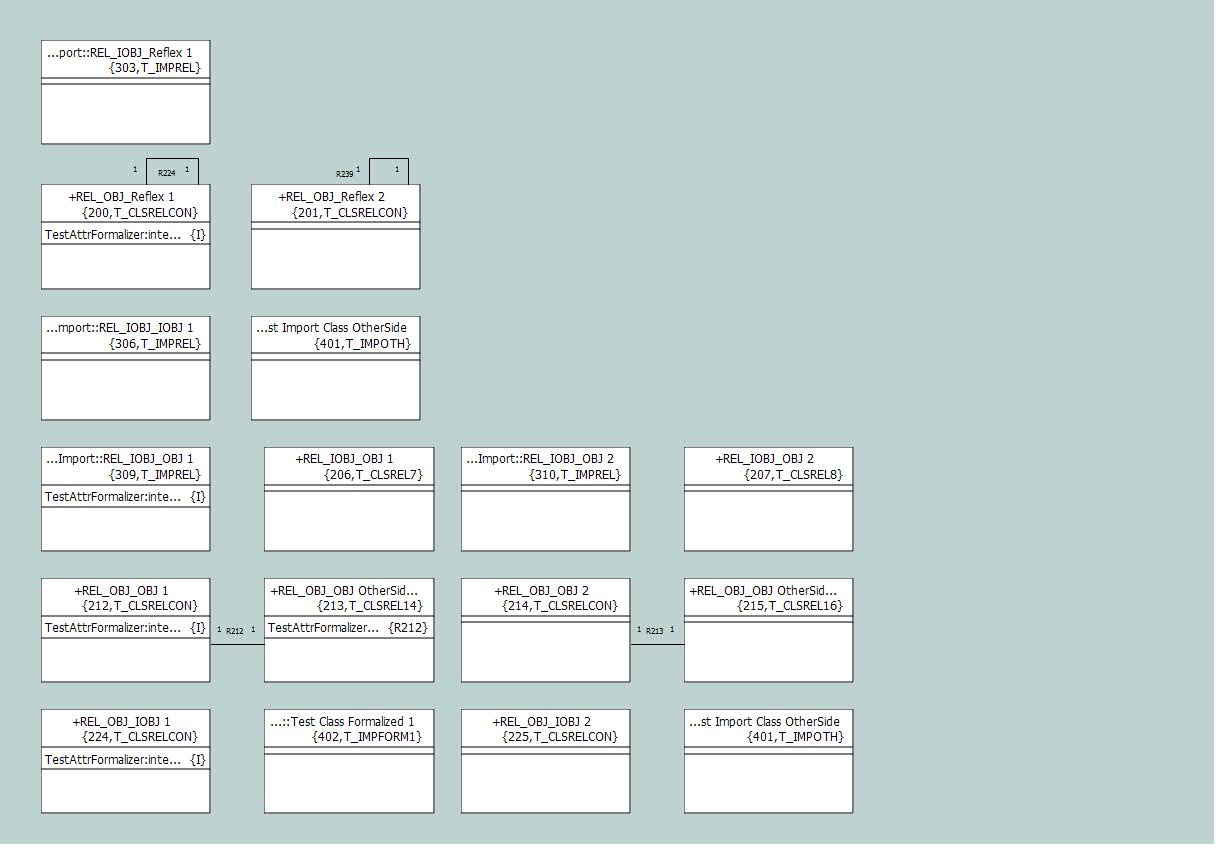 ...port::REL_IOBJ_Reflex 1
{303,T_IMPREL}
1 R224 1
R239 1 1
+REL_OBJ_Reflex 1
{200,T_CLSRELCON}
TestAttrFormalizer:inte... {I}
+REL_OBJ_Reflex 2
{201,T_CLSRELCON}
...mport::REL_IOBJ_IOBJ 1
{306,T_IMPREL}
...st Import Class OtherSide
{401,T_IMPOTH}
...Import::REL_IOBJ_OBJ 1
{309,T_IMPREL}
TestAttrFormalizer:inte... {I}
+REL_IOBJ_OBJ 1
{206,T_CLSREL7}
...Import::REL_IOBJ_OBJ 2
{310,T_IMPREL}
+REL_IOBJ_OBJ 2
{207,T_CLSREL8}
+REL_OBJ_OBJ 1
{212,T_CLSRELCON}
TestAttrFormalizer:inte... {I}
1 R212 1
+REL_OBJ_OBJ OtherSid...
{213,T_CLSREL14}
TestAttrFormalizer... {R212}
+REL_OBJ_OBJ 2
{214,T_CLSRELCON}
1 R213 1
+REL_OBJ_OBJ OtherSid...
{215,T_CLSREL16}
+REL_OBJ_IOBJ 1
{224,T_CLSRELCON}
TestAttrFormalizer:inte... {I}
...::Test Class Formalized 1
{402,T_IMPFORM1}
+REL_OBJ_IOBJ 2
{225,T_CLSRELCON}
...st Import Class OtherSide
{401,T_IMPOTH}